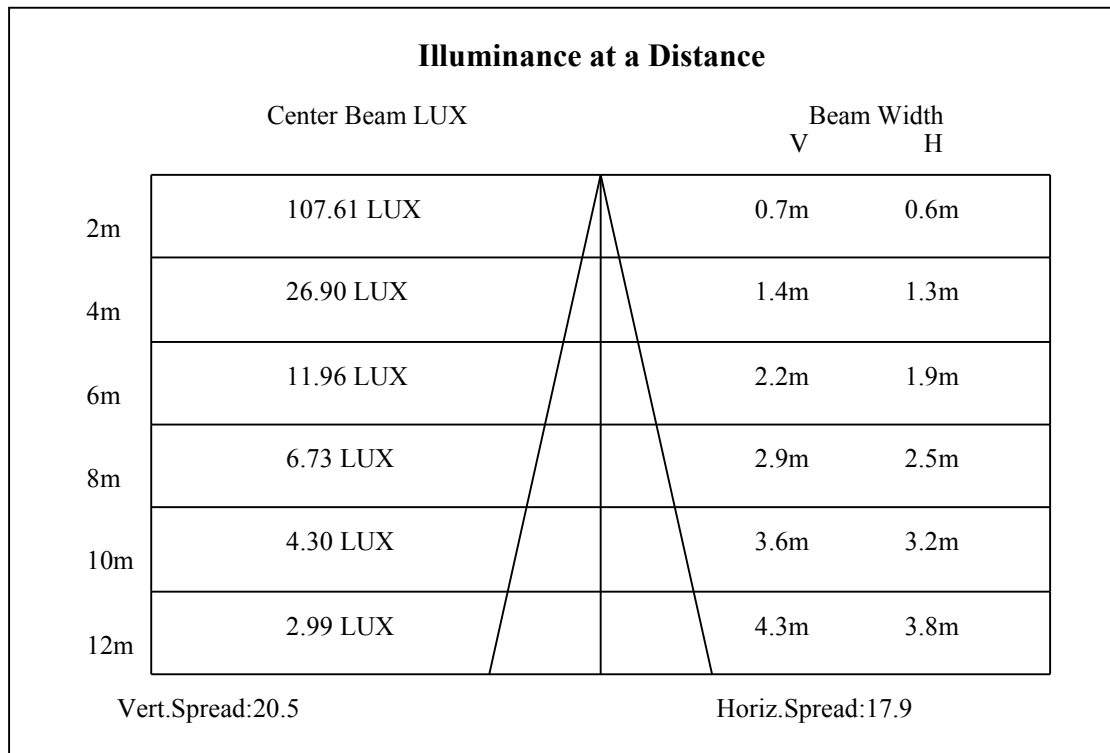 Illuminance at a Distance
Center Beam LUX Beam Width
V H
107.61 LUX 0.7m 0.6m
2m
26.90 LUX 1.4m 1.3m
4m
11.96 LUX 2.2m 1.9m
6m
6.73 LUX 2.9m 2.5m
8m
4.30 LUX 3.6m 3.2m
10m
2.99 LUX 4.3m 3.8m
12m
Vert.Spread:20.5 Horiz.Spread:17.9